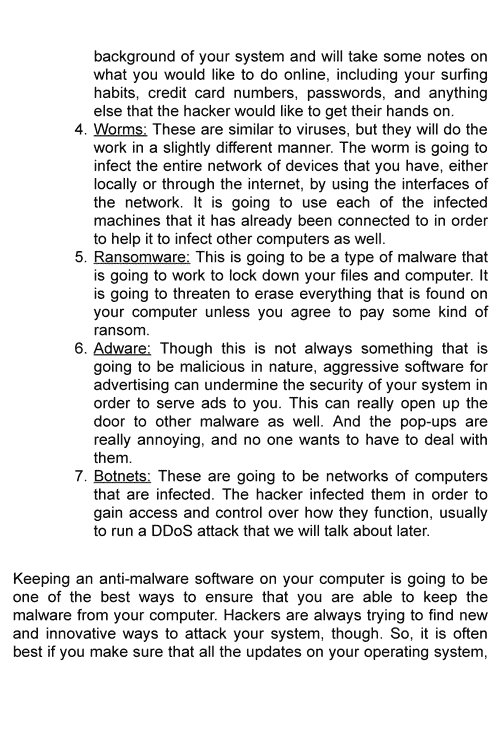 background of your system and will take some notes on
what you would like to do online, including your surfing
habits, credit card numbers, passwords, and anything
else that the hacker would like to get their hands on.
4. Worms: These are similar to viruses, but they will do the
work in a slightly different manner. The worm is going to
infect the entire network of devices that you have, either
locally or through the internet, by using the interfaces of
the network. It is going to use each of the infected
machines that it has already been connected to in order
to help it to infect other computers as well.
5. Ransomware: This is going to be a type of malware that
is going to work to lock down your files and computer. It
is going to threaten to erase everything that is found on
your computer unless you agree to pay some kind of
ransom.
6. Adware: Though this is not always something that is
going to be malicious in nature, aggressive software for
advertising can undermine the security of your system in
order to serve ads to you. This can really open up the
door to other malware as well. And the pop-ups are
really annoying, and no one wants to have to deal with
them.
7. Botnets: These are going to be networks of computers
that are infected. The hacker infected them in order to
gain access and control over how they function, usually
to run a DDoS attack that we will talk about later.
Keeping an anti-malware software on your computer is going to be
one of the best ways to ensure that you are able to keep the
malware from your computer. Hackers are always trying to find new
and innovative ways to attack your system, though. So, it is often
best if you make sure that all the updates on your operating system,